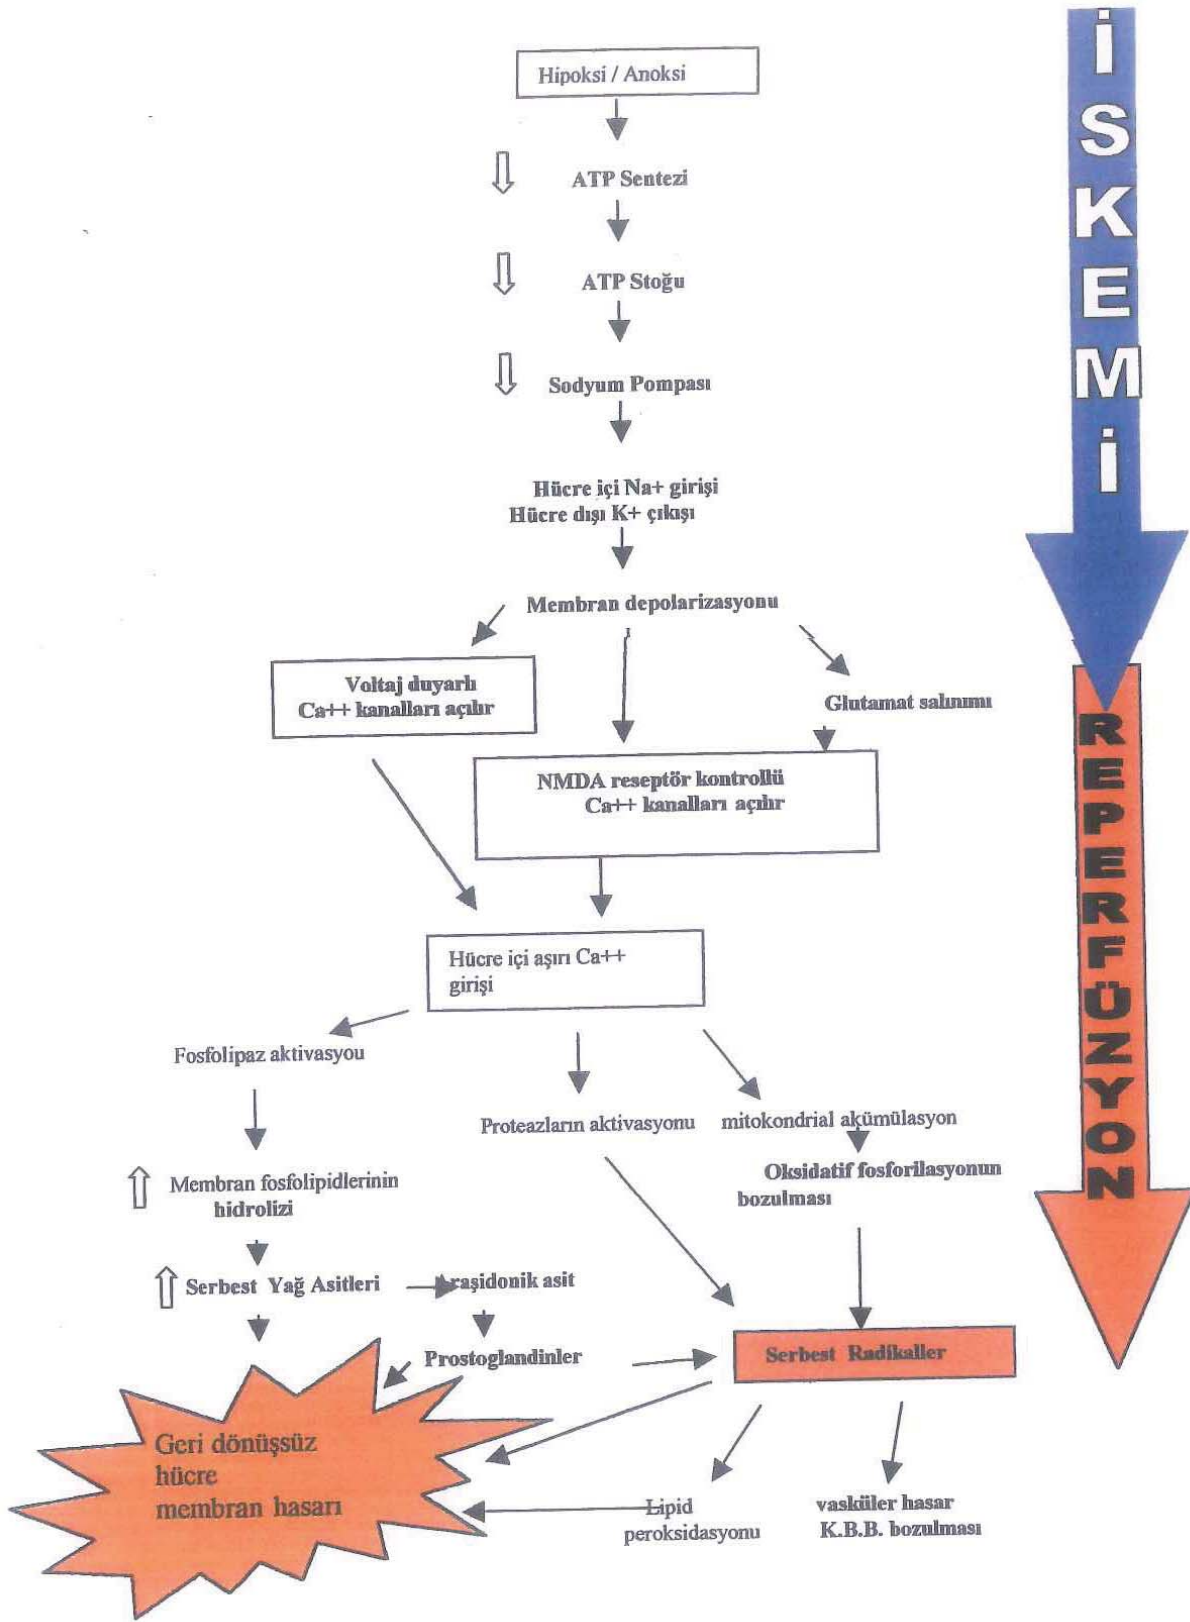 Hipoksi / Anoksi
ATP Sentezi
ATP Stoğu
Sodyum Pompası
Hücre içi Na+ girişi
Hücre dışı K+ çıkışı
Membran depolarizasyonu
Voltaj duyarlı
Ca++ kanalları açılır
Glutamat salınımı
NMDA reseptör kontrollü
Ca++ kanalları açılır
Hücre içi aşırı Ca++
girişi
Fosfolipaz aktivasyou
Proteazların aktivasyonu
mitokondrial akümülasyon
Oksidatif fosforilasyonun
bozulması
Membran fosfolipidlerinin
hidrolizi
Serbest Yağ Asitleri
raşidonik asit
Prostoglandinler
Serbest Radikaller
Geri dönüşsüz
hücre
membran hasarı
Lipid
peroksidasyonu
vasküler hasar
K.B.B. bozulması
İSKEMİ
REPERFÜZYON